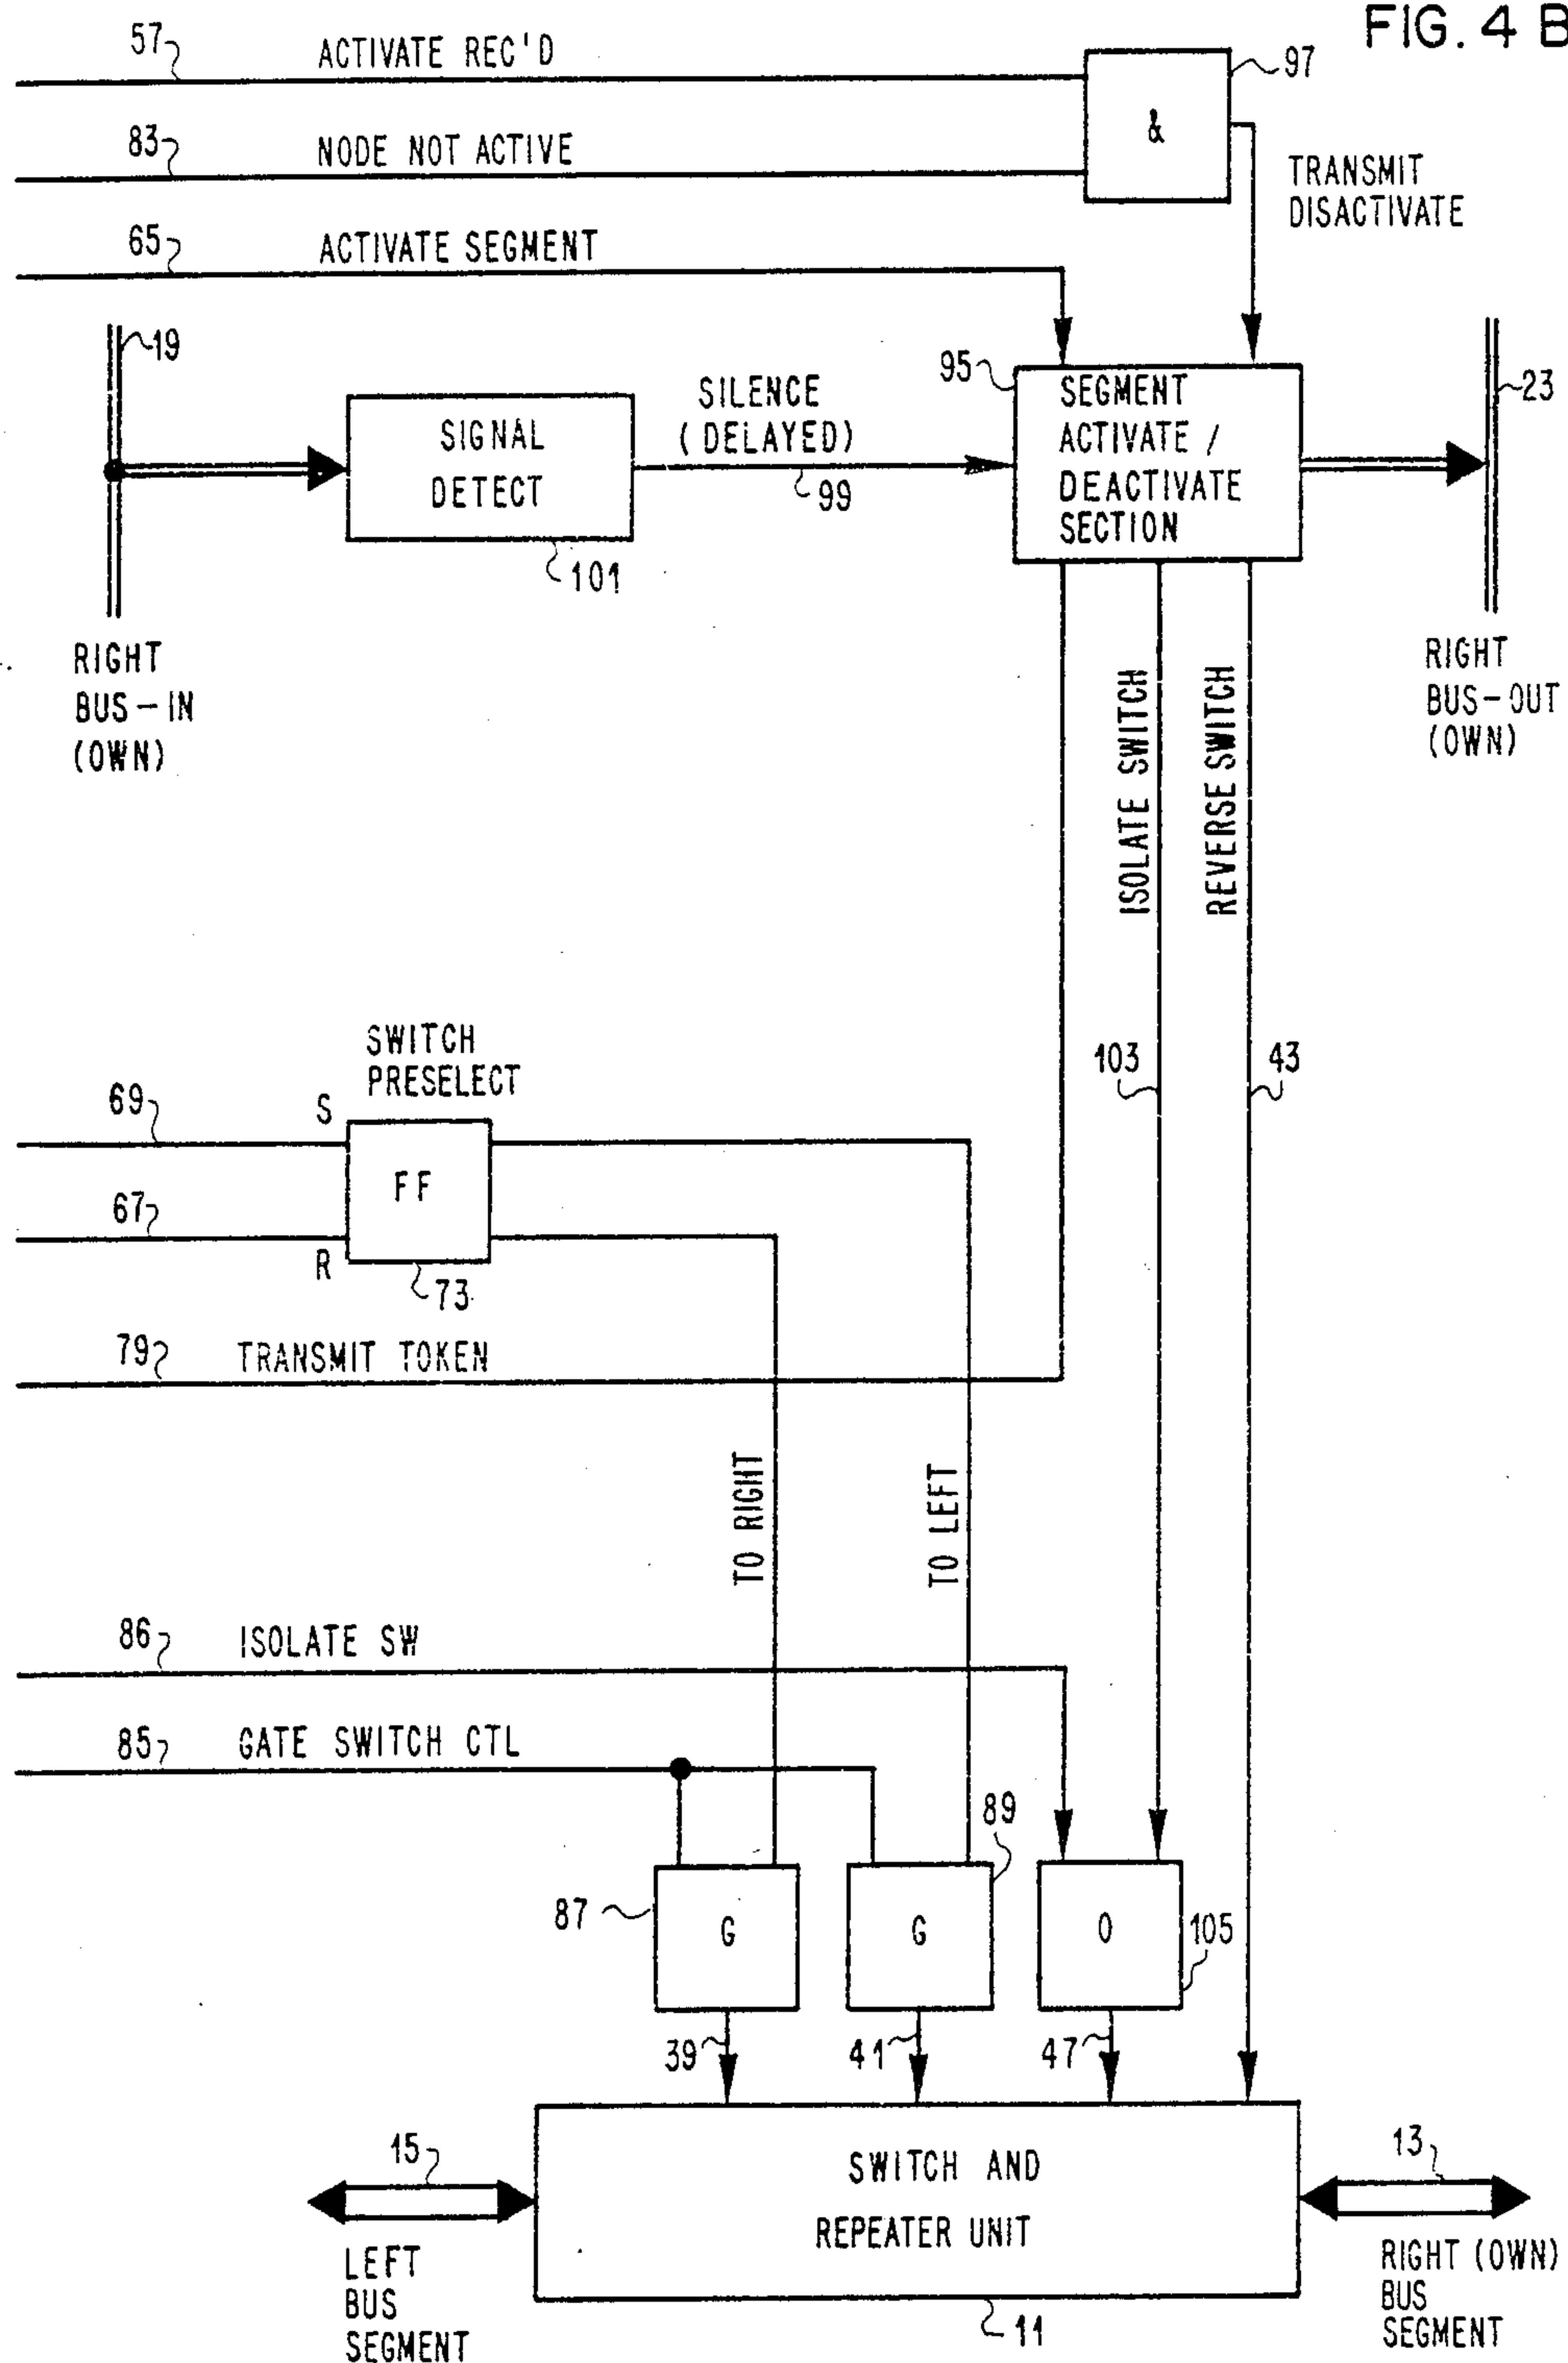 FIG. 4 B
57
ACTIVATE REC'D
97
&
83
NODE NOT ACTIVE
TRANSMIT
DISACTIVATE
65
ACTIVATE SEGMENT
19
SIGNAL
DETECT
101
SILENCE
(DELAYED)
99
95
SEGMENT
ACTIVATE /
DEACTIVATE
SECTION
23
RIGHT
BUS-IN
(OWN)
RIGHT
BUS-OUT
(OWN)
ISOLATE SWITCH
REVERSE SWITCH
103
43
SWITCH
PRESELECT
69
S
FF
67
R
73
79
TRANSMIT TOKEN
TO RIGHT
TO LEFT
86
ISOLATE SW
85
GATE SWITCH CTL
87
G
89
G
O
105
39
41
47
15
SWITCH AND
REPEATER UNIT
13
LEFT
BUS
SEGMENT
11
RIGHT (OWN)
BUS
SEGMENT